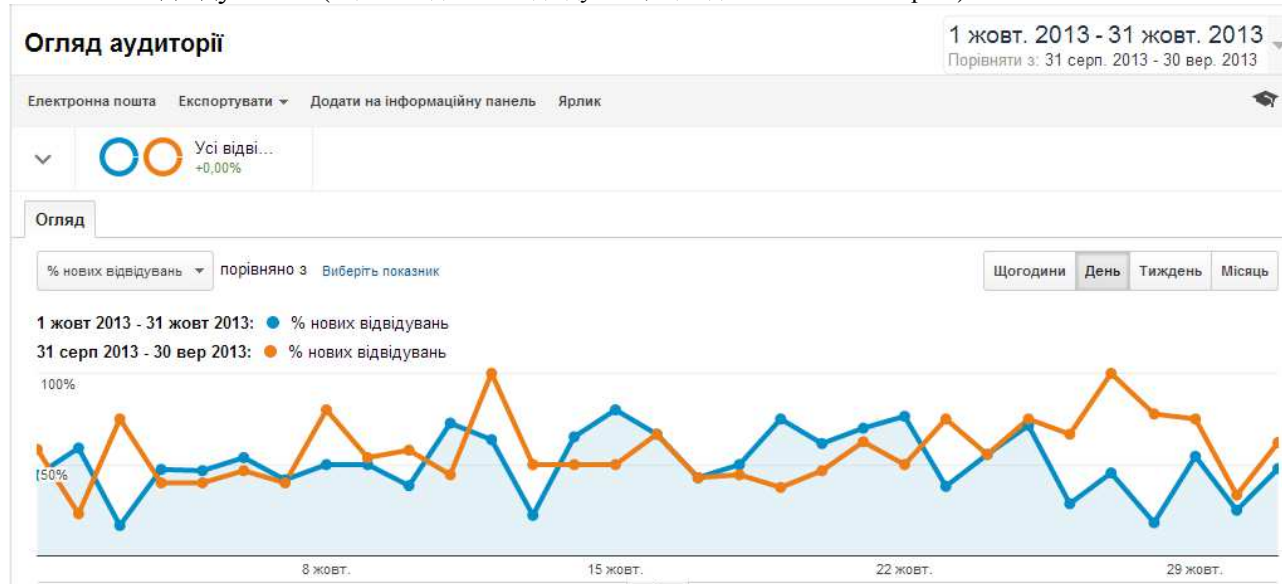 Огляд аудиторії
1 жовт. 2013 - 31 жовт. 2013
Порівняти з: 31 серп. 2013 - 30 вер. 2013
Електронна пошта Експортувати Додати на інформаційну панель Ярлик
Усі відві...
+0,00%
Огляд
% нових відвідувань порівняно з Виберіть показник
Щогодини День Тиждень Місяць
1 жовт 2013 - 31 жовт 2013: % нових відвідувань
31 серп 2013 - 30 вер 2013: % нових відвідувань
100%
50%
8 жовт. 15 жовт. 22 жовт. 29 жовт.